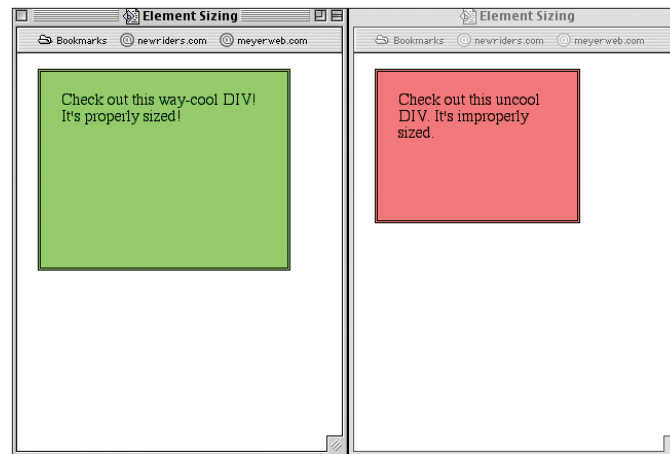 Element Sizing
Bookmarks newriders.com meyerweb.com
Check out this way-cool DIV!
It's properly sized!
Element Sizing
Bookmarks newriders.com meyerweb.com
Check out this uncool
DIV. It's improperly
sized.